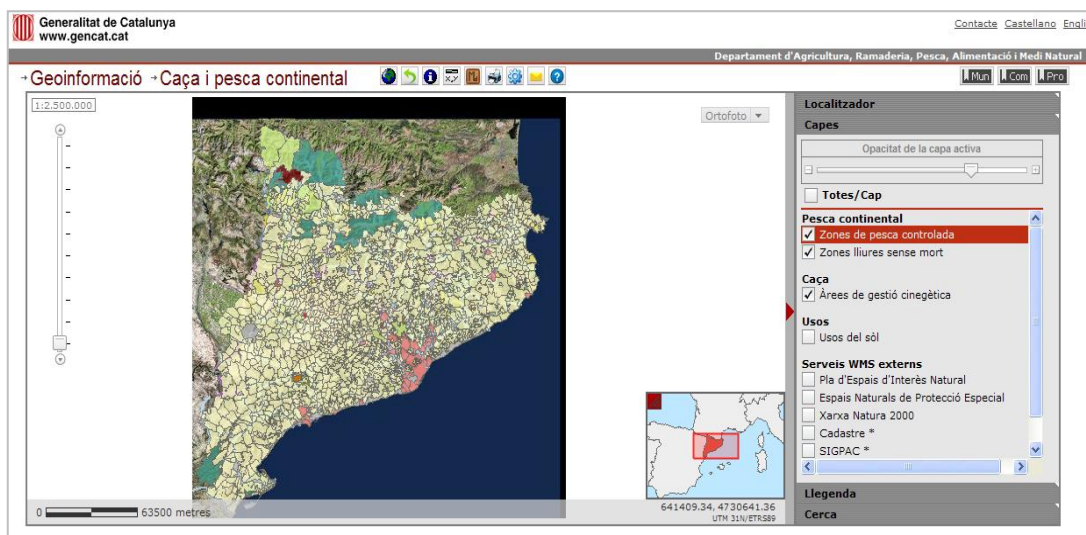 Generalitat de Catalunya
www.gencat.cat
Contacte Castellano Engli
Departament d'Agricultura, Ramaderia, Pesca, Alimentació i Medi Natural
Geoinformació Caça i pesca continental
Mun Com Pro
1:2.500.000
Ortofoto
Localitzador
Capes
Opacitat de la capa activa
Totes/Cap
Pesca continental
Zones de pesca controlada
Zones lliures sense mort
Caça
Àrees de gestió cinegètica
Usos
Usos del sòl
Serveis WMS externs
Pla d'Espais d'Interès Natural
Espais Naturals de Protecció Especial
Xarxa Natura 2000
Cadastre *
SIGPAC *
Llegenda
Cerca
0 63500 metres
641409.34, 4730641.36
UTM 31N/ETRS89